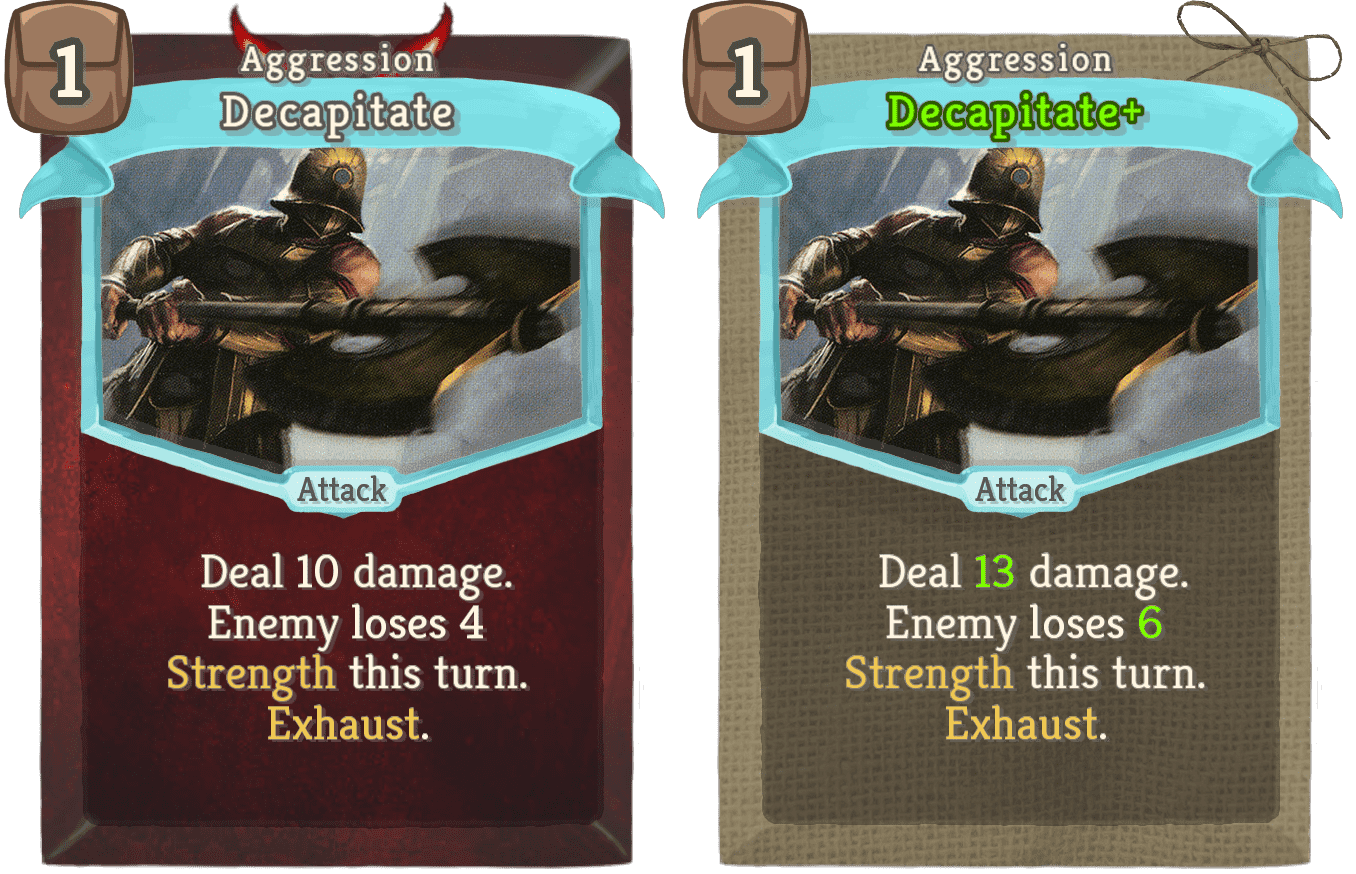 1
Aggression
Decapitate
Attack
Deal 10 damage.
Enemy loses 4
Strength this turn.
Exhaust.
1
Aggression
Decapitate+
Attack
Deal 13 damage.
Enemy loses 6
Strength this turn.
Exhaust.